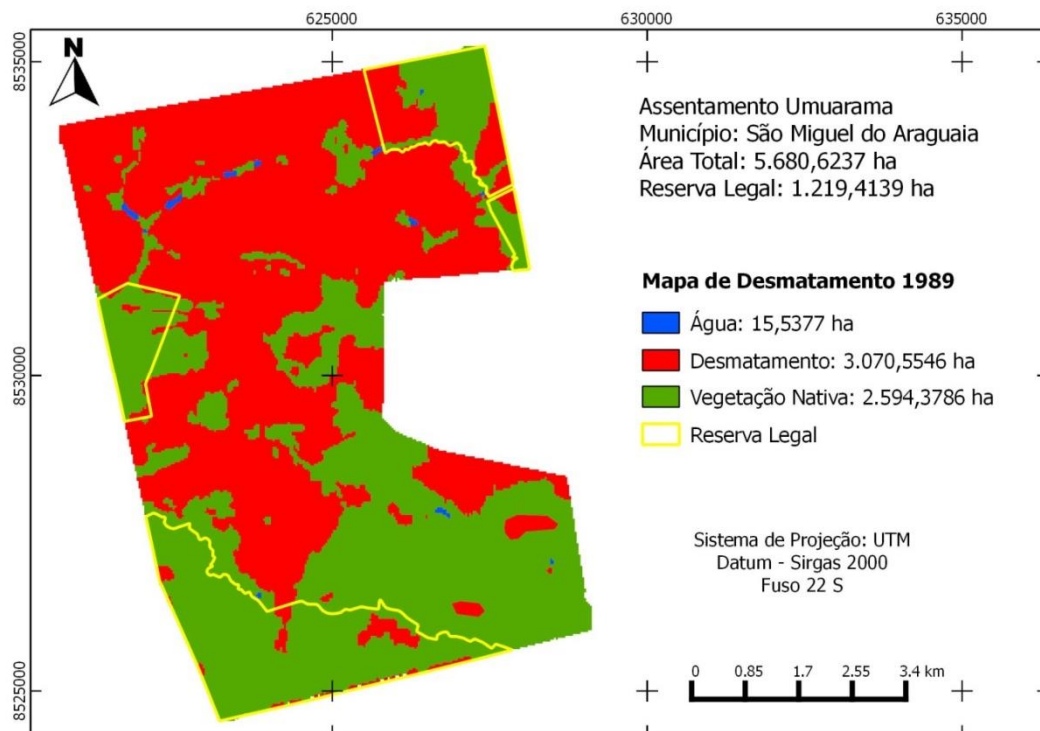 625000
630000
635000
N
8535000
8530000
8525000
Assentamento Umuarama
Município: São Miguel do Araguaia
Área Total: 5.680,6237 ha
Reserva Legal: 1.219,4139 ha
Mapa de Desmatamento 1989
Água: 15,5377 ha
Desmatamento: 3.070,5546 ha
Vegetação Nativa: 2.594,3786 ha
Reserva Legal
Sistema de Projeção: UTM
Datum - Sirgas 2000
Fuso 22 S
0 0.85 1.7 2.55 3.4 km